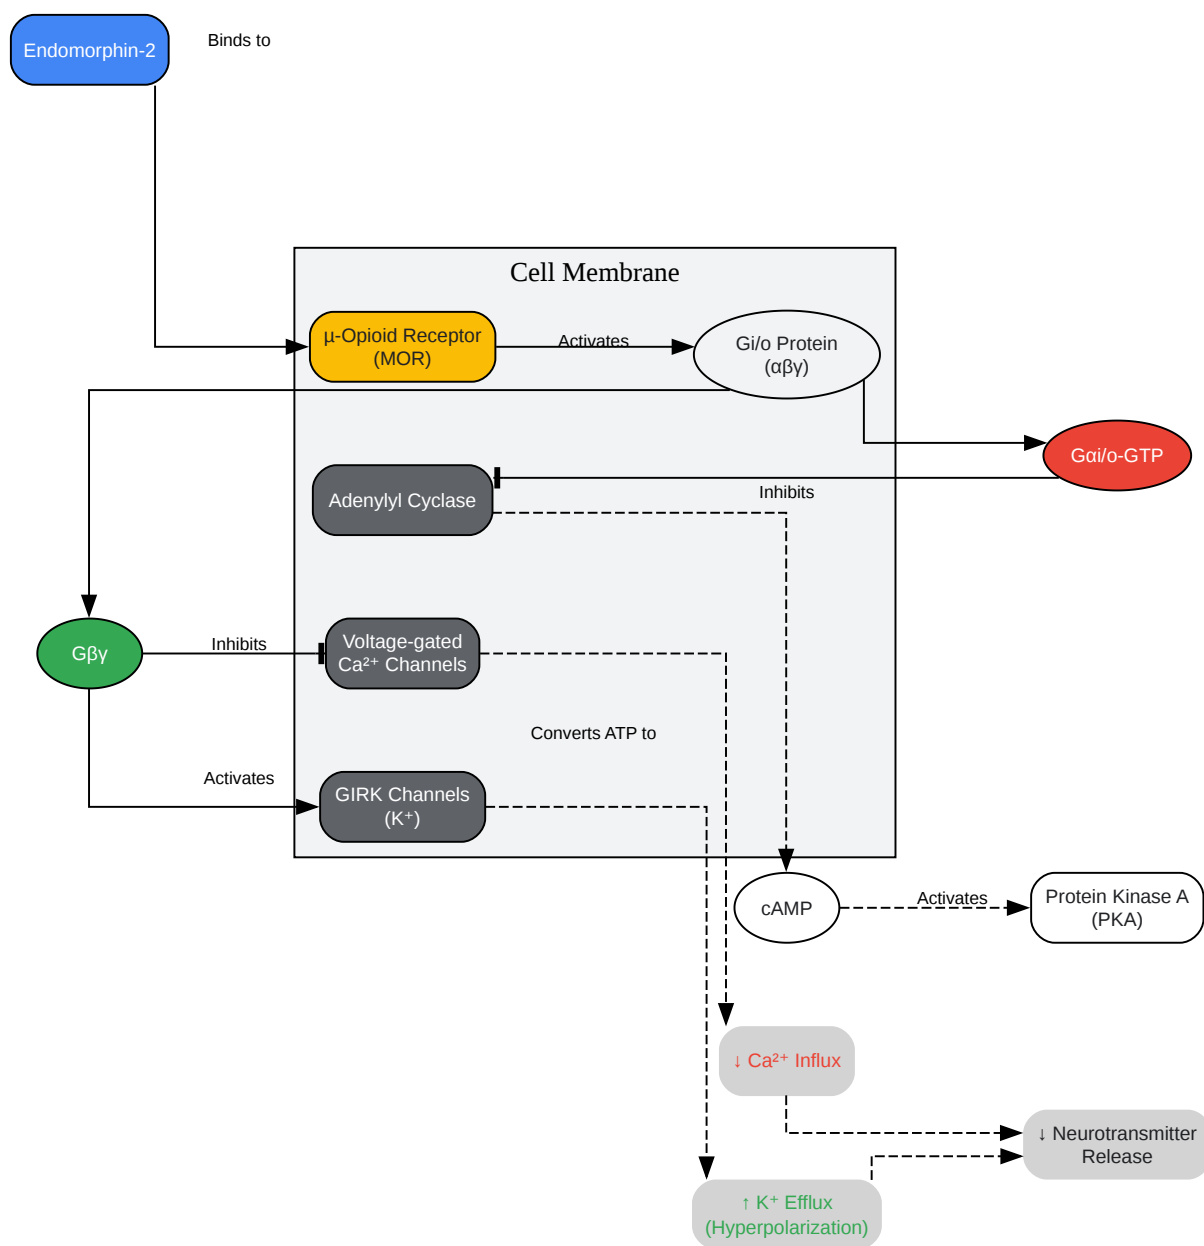 Endomorphin-2
Binds to
Cell Membrane
µ-Opioid Receptor
(MOR)
Activates
Gi/o Protein
(αβγ)
Gαi/o-GTP
Adenylyl Cyclase
Inhibits
Gβγ
Inhibits
Voltage-gated
Ca²⁺ Channels
Converts ATP to
Activates
GIRK Channels
(K⁺)
cAMP
Activates
Protein Kinase A
(PKA)
↓ Ca²⁺ Influx
↓ Neurotransmitter
Release
↑ K⁺ Efflux
(Hyperpolarization)